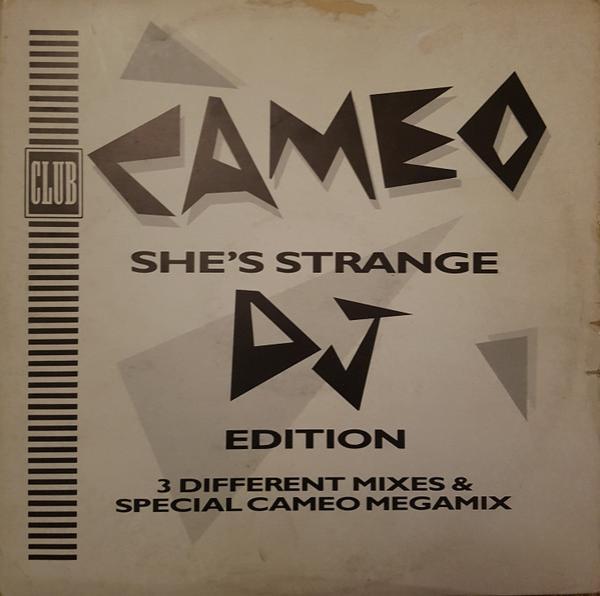 CAMEO
CLUB
SHE'S STRANGE
DJ
EDITION
3 DIFFERENT MIXES &
SPECIAL CAMEO MEGAMIX